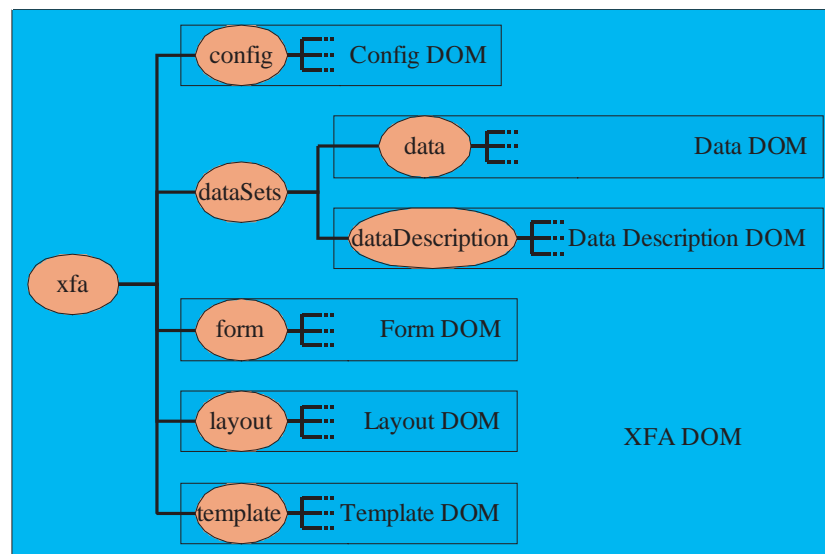 config
Config DOM
data
Data DOM
dataSets
dataDescription
Data Description DOM
xfa
form
Form DOM
layout
Layout DOM
XFA DOM
template
Template DOM